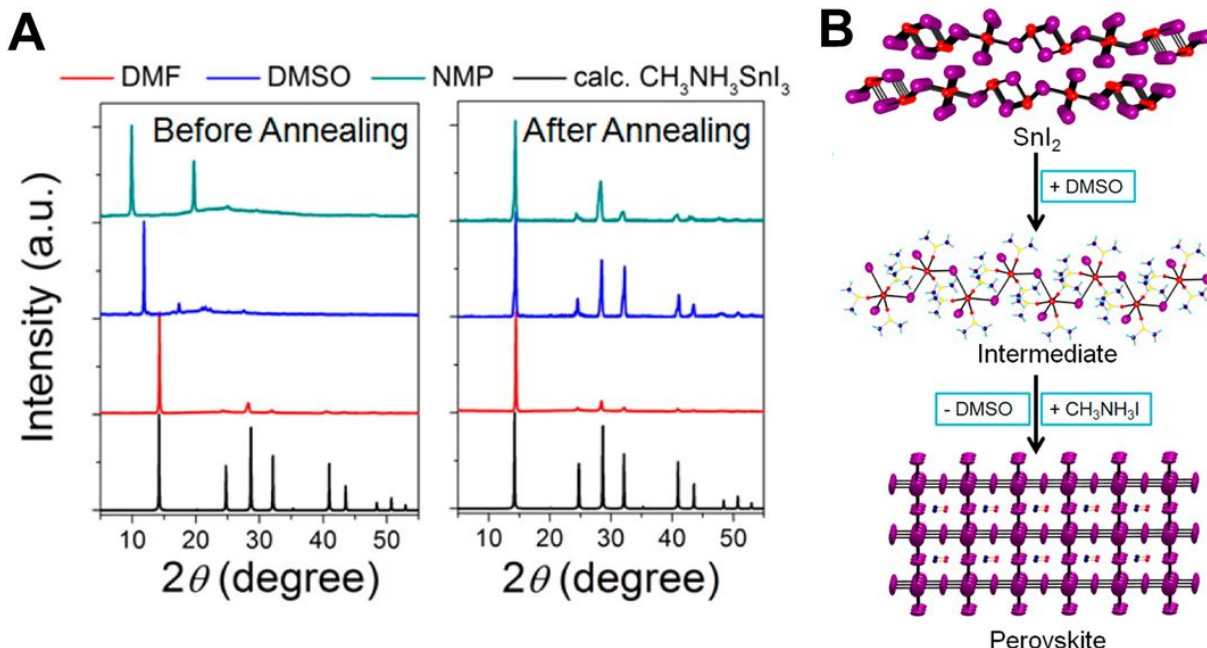 A
DMF DMSO NMP calc. CH₃NH₃SnI₃
Before Annealing
After Annealing
Intensity (a.u.)
10 20 30 40 50
10 20 30 40 50
2θ (degree)
2θ (degree)
B
SnI₂
+ DMSO
Intermediate
- DMSO
+ CH₃NH₃I
Perovskite